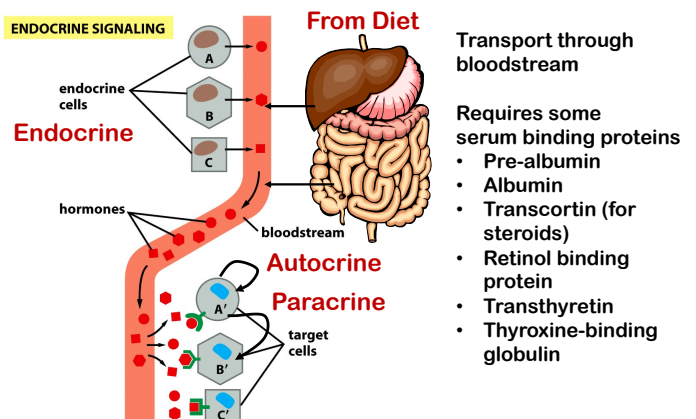 ENDOCRINE SIGNALING
From Diet
A
endocrine
cells
B
Endocrine
C
hormones
bloodstream
Autocrine
Paracrine
A′
target
cells
B′
C′
Transport through
bloodstream
Requires some
serum binding proteins
• Pre-albumin
• Albumin
• Transcortin (for
steroids)
• Retinol binding
protein
• Transthyretin
• Thyroxine-binding
globulin